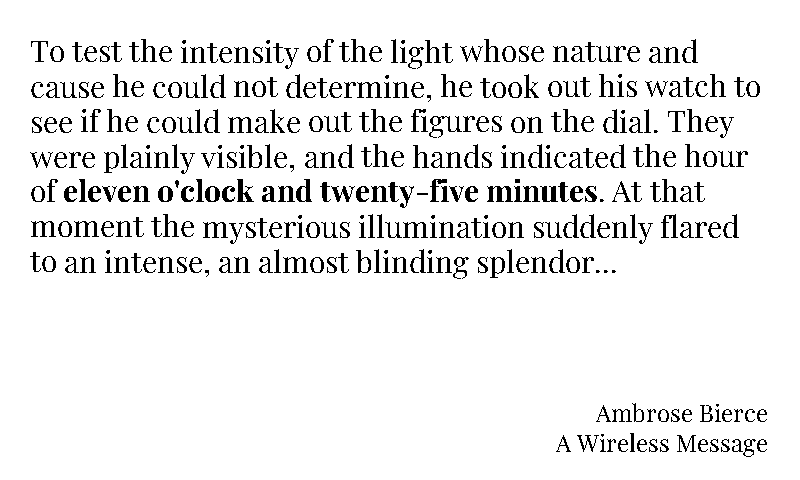 To test the intensity of the light whose nature and
cause he could not determine, he took out his watch to
see if he could make out the figures on the dial. They
were plainly visible, and the hands indicated the hour
of eleven o'clock and twenty-five minutes. At that
moment the mysterious illumination suddenly flared
to an intense, an almost blinding splendor...
Ambrose Bierce
A Wireless Message